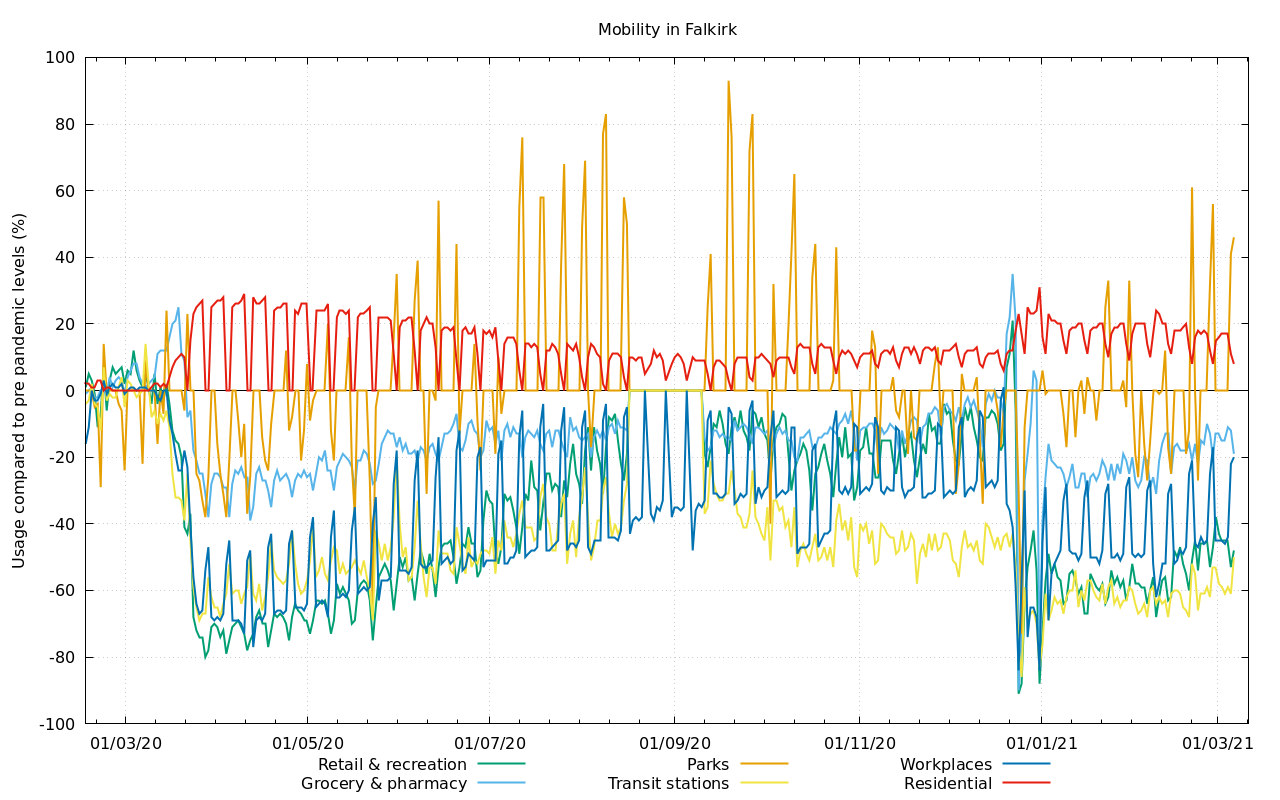 Mobility in Falkirk
Usage compared to pre pandemic levels (%)
100
80
60
40
20
0
-20
-40
-60
-80
-100
01/03/20 01/05/20 01/07/20 01/09/20 01/11/20 01/01/21 01/03/21
Retail & recreation Parks Workplaces
Grocery & pharmacy Transit stations Residential